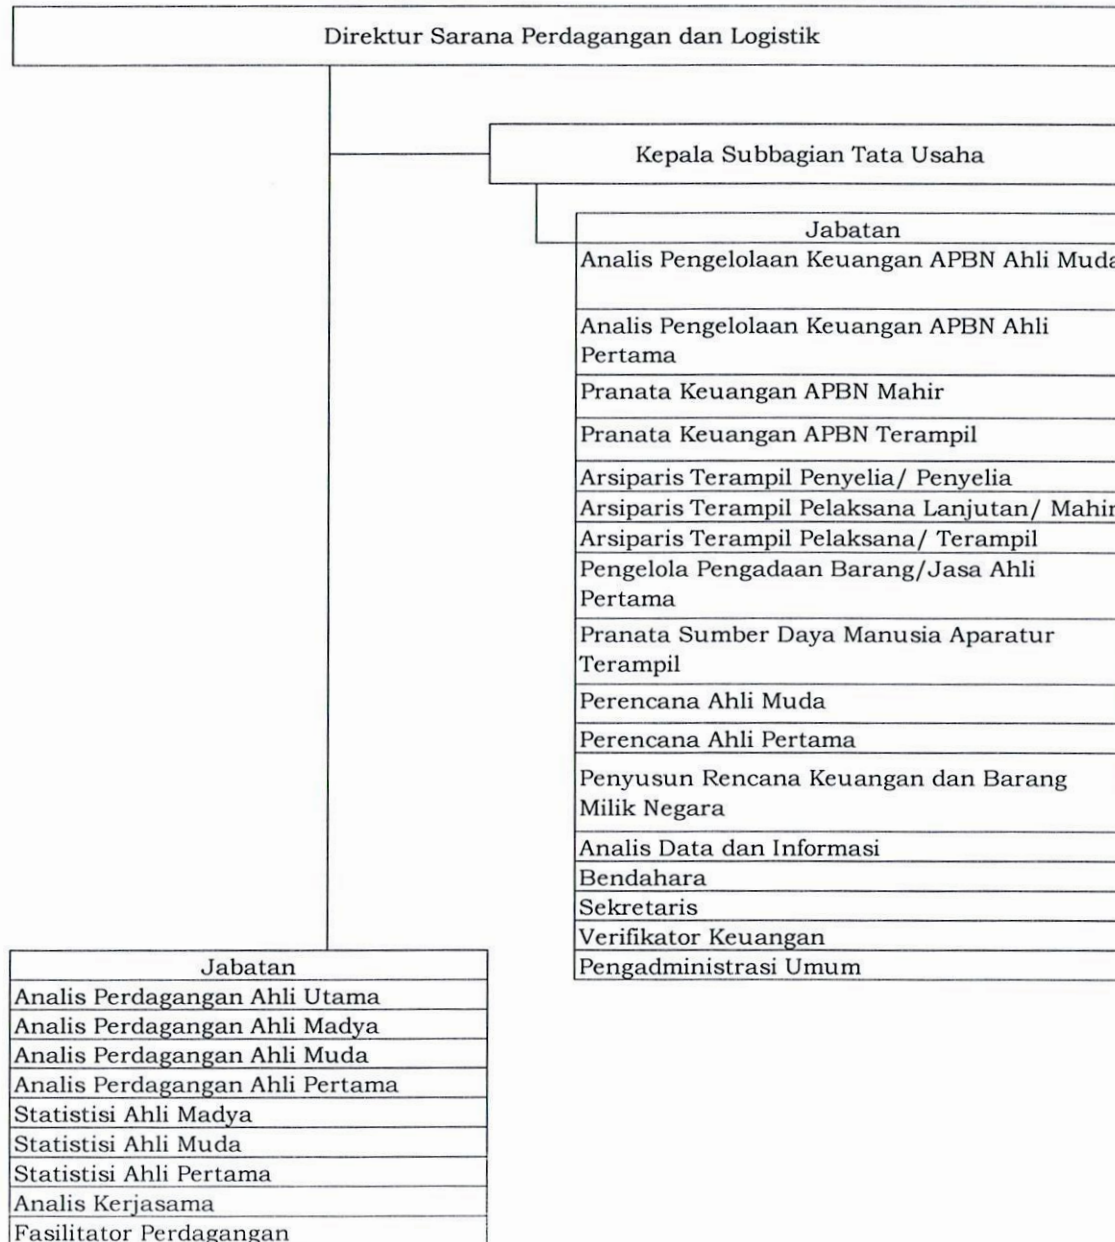 Direktur Sarana Perdagangan dan Logistik
Kepala Subbagian Tata Usaha
Jabatan
Analis Pengelolaan Keuangan APBN Ahli Muda
Analis Pengelolaan Keuangan APBN Ahli
Pertama
Pranata Keuangan APBN Mahir
Pranata Keuangan APBN Terampil
Arsiparis Terampil Penyelia/ Penyelia
Arsiparis Terampil Pelaksana Lanjutan/ Mahir
Arsiparis Terampil Pelaksana/ Terampil
Pengelola Pengadaan Barang/Jasa Ahli
Pertama
Pranata Sumber Daya Manusia Aparatur
Terampil
Perencana Ahli Muda
Perencana Ahli Pertama
Penyusun Rencana Keuangan dan Barang
Milik Negara
Analis Data dan Informasi
Bendahara
Sekretaris
Verifikator Keuangan
Pengadministrasi Umum
Jabatan
Analis Perdagangan Ahli Utama
Analis Perdagangan Ahli Madya
Analis Perdagangan Ahli Muda
Analis Perdagangan Ahli Pertama
Statistisi Ahli Madya
Statistisi Ahli Muda
Statistisi Ahli Pertama
Analis Kerjasama
Fasilitator Perdagangan